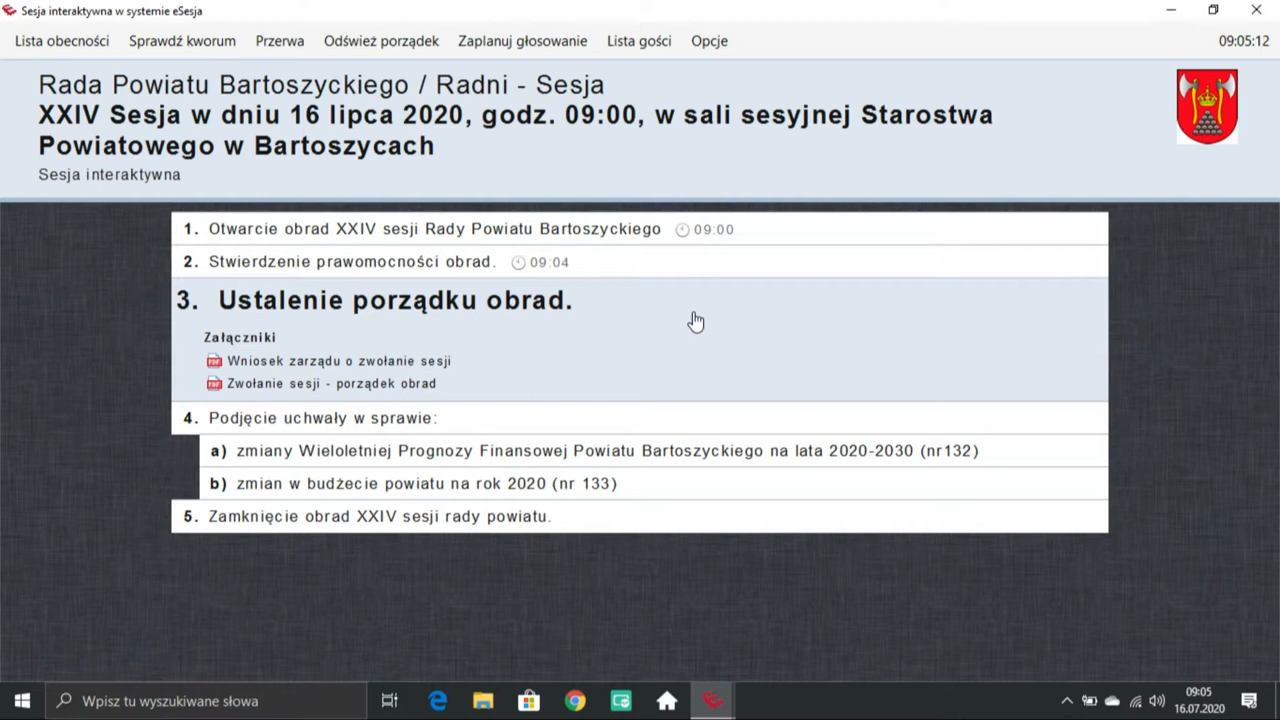 Sesja interaktywna w systemie eSesja
Lista obecności Sprawdź kworum Przerwa Odśwież porządek Zaplanuj głosowanie Lista gości Opcje 09:05:12
Rada Powiatu Bartoszyckiego / Radni - Sesja
XXIV Sesja w dniu 16 lipca 2020, godz. 09:00, w sali sesyjnej Starostwa
Powiatowego w Bartoszycach
Sesja interaktywna
1. Otwarcie obrad XXIV sesji Rady Powiatu Bartoszyckiego 09:00
2. Stwierdzenie prawomocności obrad. 09:04
3. Ustalenie porządku obrad.
Załączniki
PDF Wniosek zarządu o zwołanie sesji
PDF Zwołanie sesji - porządek obrad
4. Podjęcie uchwały w sprawie:
a) zmiany Wieloletniej Prognozy Finansowej Powiatu Bartoszyckiego na lata 2020-2030 (nr132)
b) zmian w budżecie powiatu na rok 2020 (nr 133)
5. Zamknięcie obrad XXIV sesji rady powiatu.
Wpisz tu wyszukiwane słowa
09:05
16.07.2020